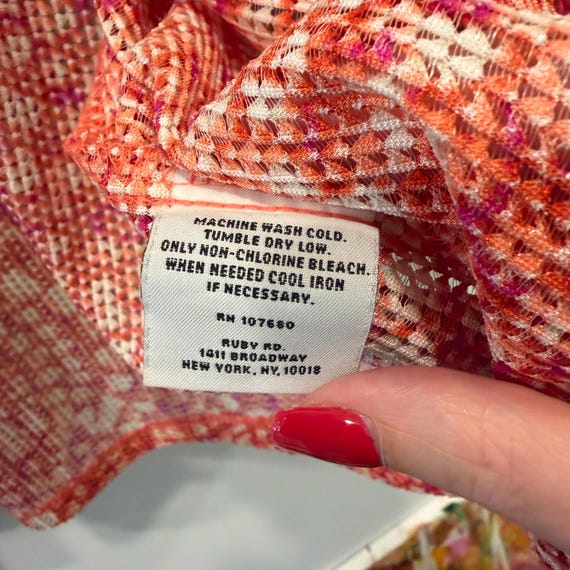 MACHINE WASH COLD.
TUMBLE DRY LOW.
ONLY NON-CHLORINE BLEACH.
WHEN NEEDED COOL IRON
IF NECESSARY.
RN 107680
RUBY RD.
1411 BROADWAY
NEW YORK, NY, 10018